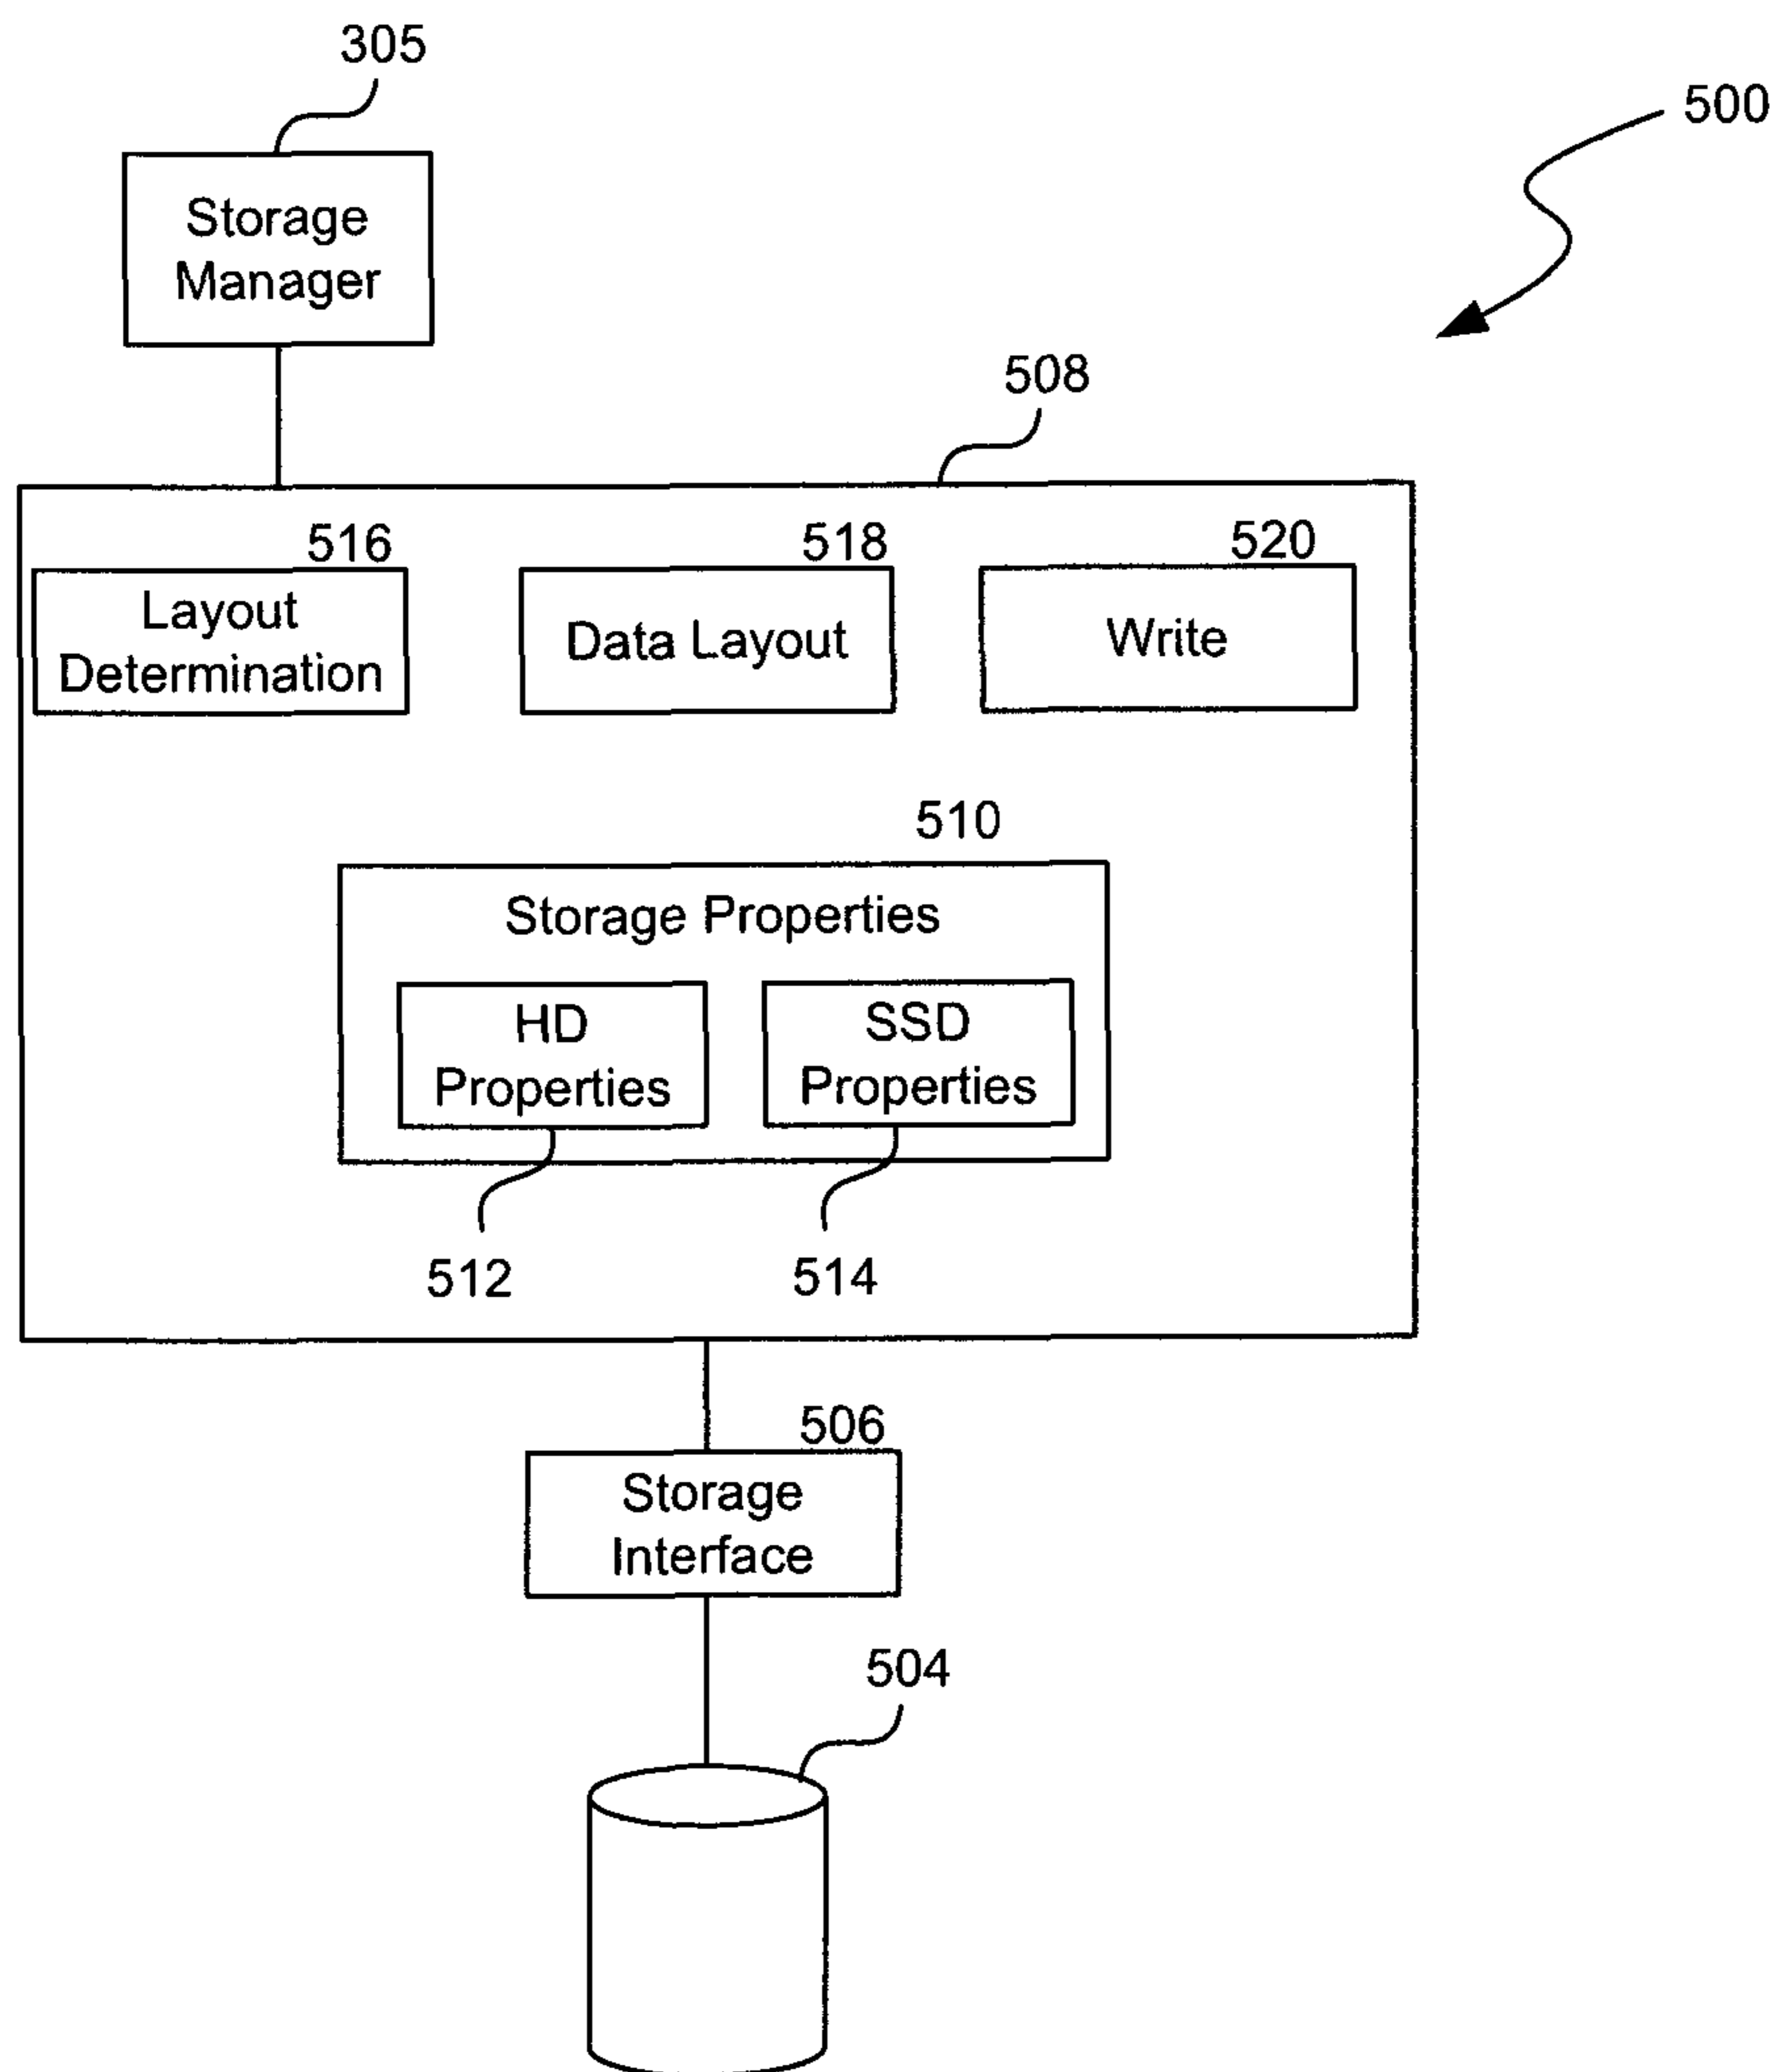 305
500
Storage
Manager
508
516
518
520
Layout
Determination
Data Layout
Write
510
Storage Properties
HD
Properties
SSD
Properties
512
514
506
Storage
Interface
504